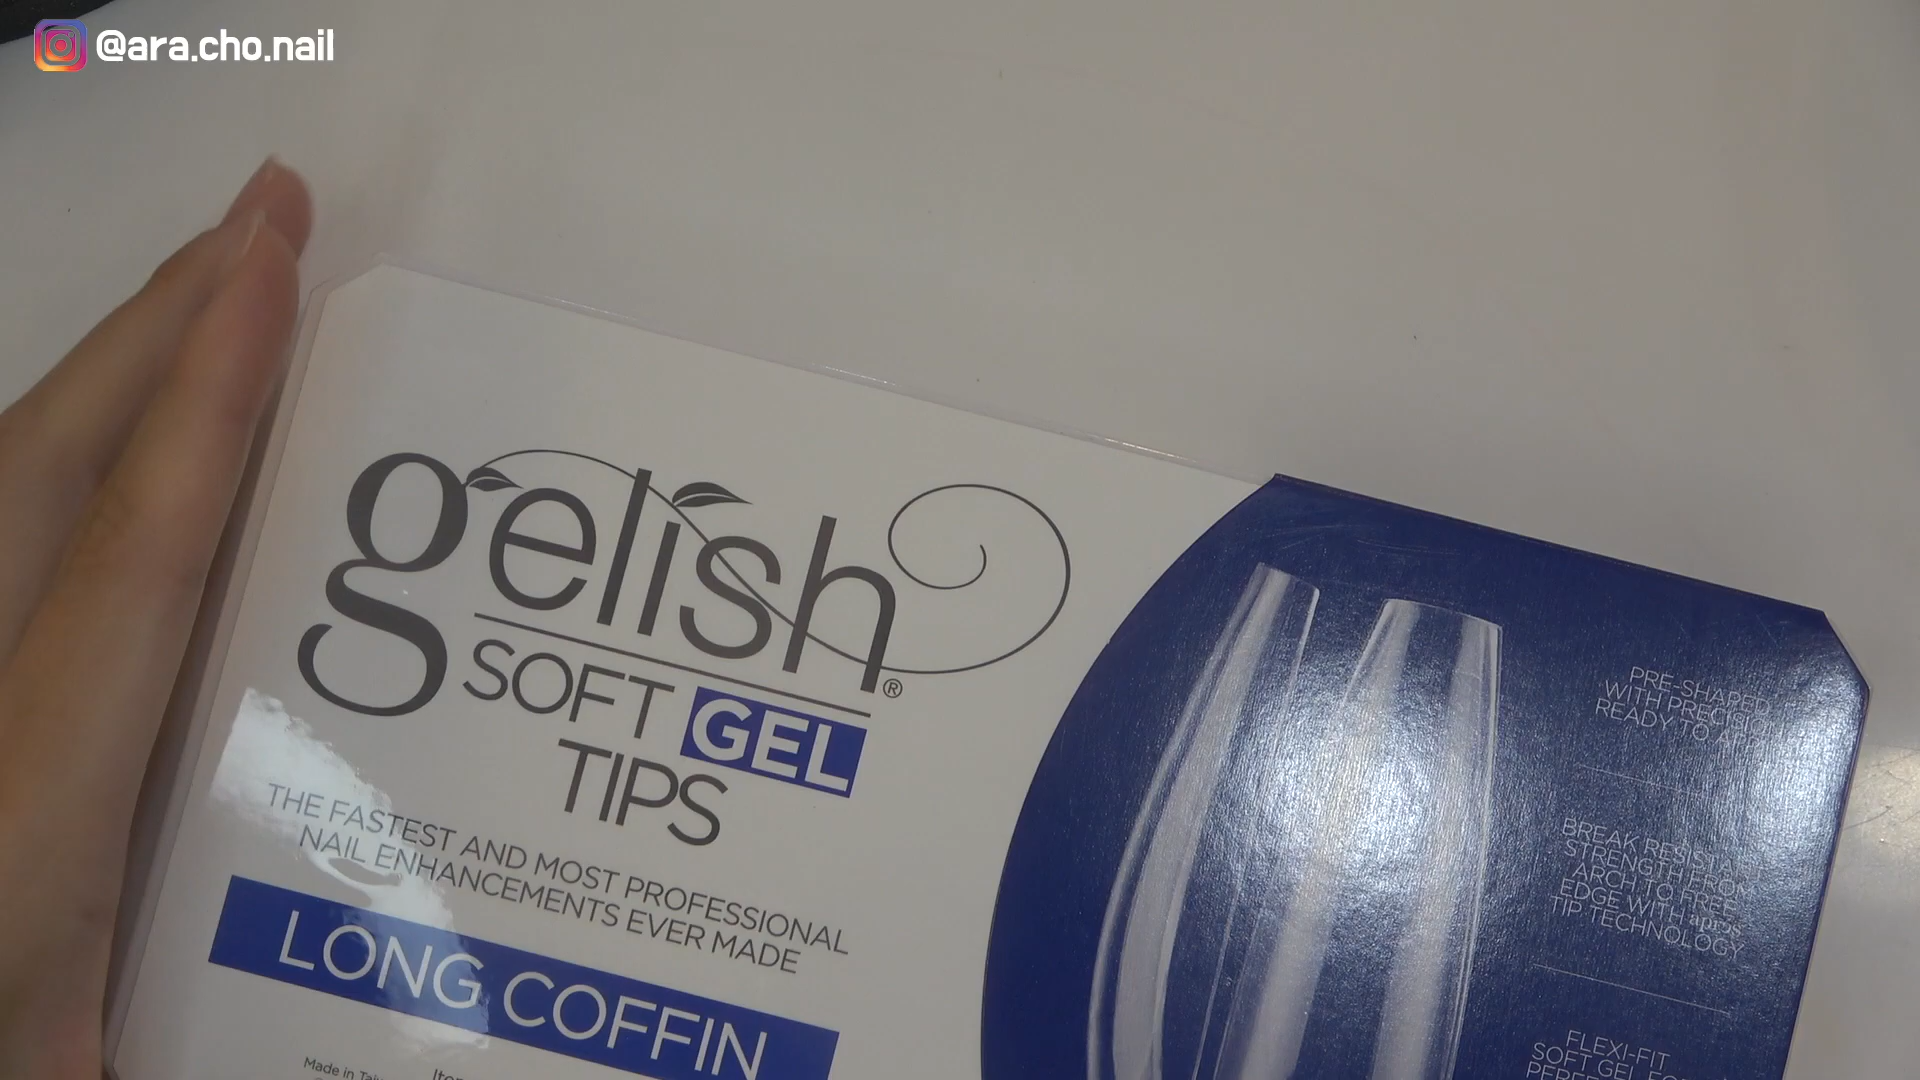 @ara.cho.nail
gelish®
SOFT GEL
TIPS
THE FASTEST AND MOST PROFESSIONAL
NAIL ENHANCEMENTS EVER MADE
LONG COFFIN
Made in
PRE-SHAPED
WITH PRECISION
READY TO
BREAK RESISTANT
STRENGTH FROM
ARCH TO FREE
EDGE WITH apres
TIP TECHNOLOGY
FLEXI-FIT
SOFT GEL